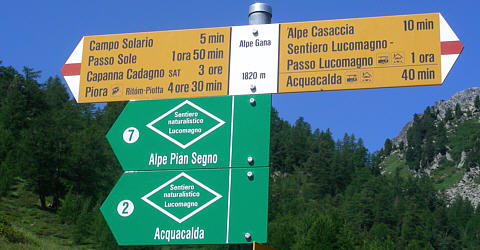 Campo Solario 5 min
Passo Sole 1 ora 50 min
Capanna Cadagno SAT 3 ore
Piora Ritóm-Piotta 4 ore 30 min
Alpe Gana
1820 m
Alpe Casaccia 10 min
Sentiero Lucomagno
Passo Lucomagno 1 ora
Acquacalda 40 min
7
Sentiero
naturalistico
Lucomagno
Alpe Pian Segno
2
Sentiero
naturalistico
Lucomagno
Acquacalda